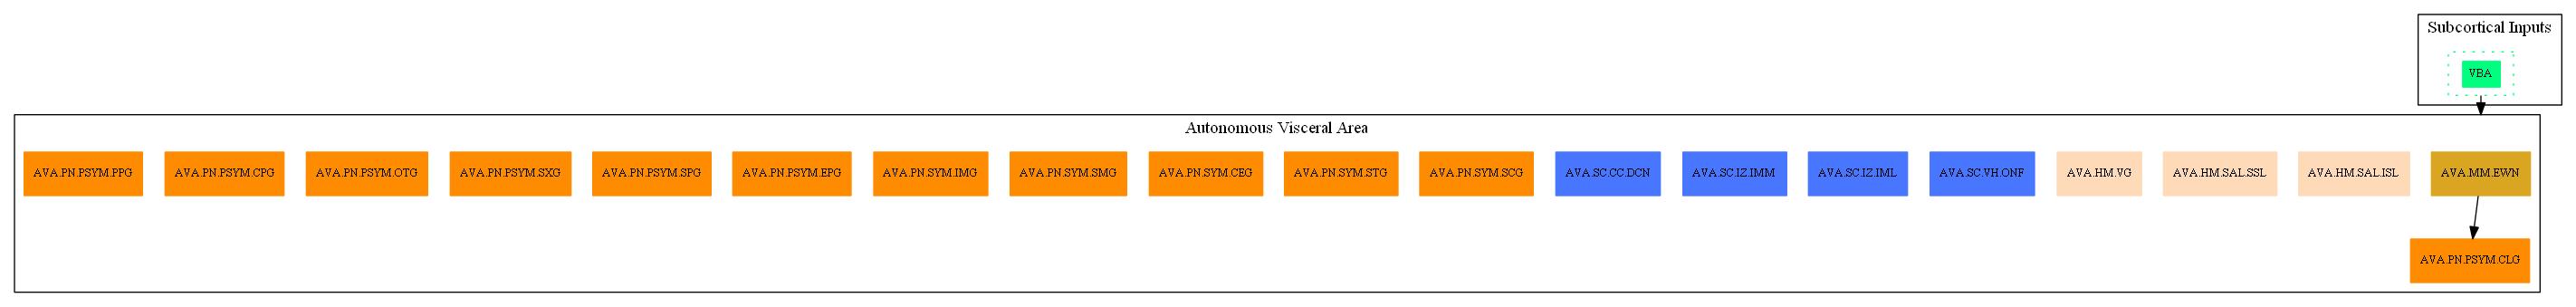 Subcortical Inputs
VBA
Autonomous Visceral Area
AVA.PN.PSYM.PPG
AVA.PN.PSYM.CPG
AVA.PN.PSYM.OTG
AVA.PN.PSYM.SXG
AVA.PN.PSYM.SPG
AVA.PN.PSYM.EPG
AVA.PN.SYM.IMG
AVA.PN.SYM.SMG
AVA.PN.SYM.CEG
AVA.PN.SYM.STG
AVA.PN.SYM.SCG
AVA.SC.CC.DCN
AVA.SC.IZ.IMM
AVA.SC.IZ.IML
AVA.SC.VH.ONF
AVA.HM.VG
AVA.HM.SAL.SSL
AVA.HM.SAL.ISL
AVA.MM.EWN
AVA.PN.PSYM.CLG